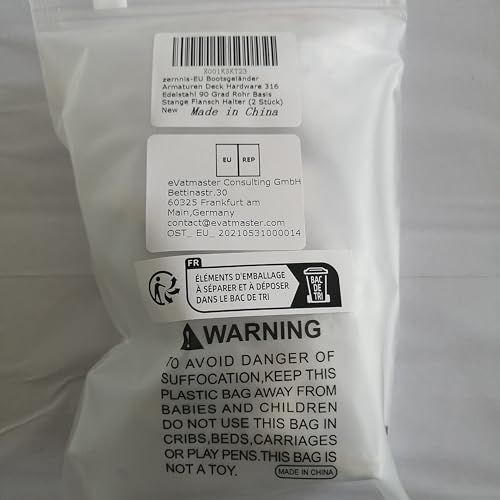 X001K3KT23
zernnis-EU Bootsgeländer
Armaturen Deck Hardware 316
Edelstahl 90 Grad Rohr Basis
Stange Flansch Halter (2 Stück)
New Made in China
EU REP
eVatmaster Consulting GmbH
Bettinastr.30
60325 Frankfurt am
Main,Germany
contact@evatmaster.com
OST_ EU_ 20210531000014
FR
ÉLÉMENTS D'EMBALLAGE
À SÉPARER ET À DÉPOSER
DANS LE BAC DE TRI
BAC
DE
TRI
WARNING
TO AVOID DANGER OF
SUFFOCATION,KEEP THIS
PLASTIC BAG AWAY FROM
BABIES AND CHILDREN
DO NOT USE THIS BAG IN
CRIBS,BEDS,CARRIAGES
OR PLAY PENS.THIS BAG IS
NOT A TOY. MADE IN CHINA